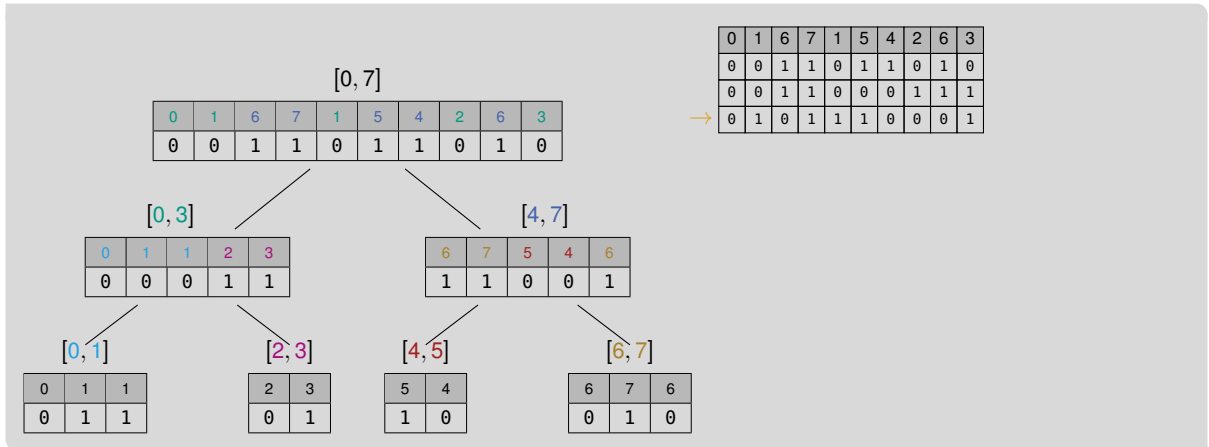 [0, 7]
0 1 6 7 1 5 4 2 6 3
0 0 1 1 0 1 1 0 1 0
[0, 3]
0 1 1 2 3
0 0 0 1 1
[4, 7]
6 7 5 4 6
1 1 0 0 1
[0, 1]
0 1 1
0 1 1
[2, 3]
2 3
0 1
[4, 5]
5 4
1 0
[6, 7]
6 7 6
0 1 0
0 1 6 7 1 5 4 2 6 3
0 0 1 1 0 1 1 0 1 0
0 0 1 1 0 0 0 1 1 1
→ 0 1 0 1 1 1 0 0 0 1